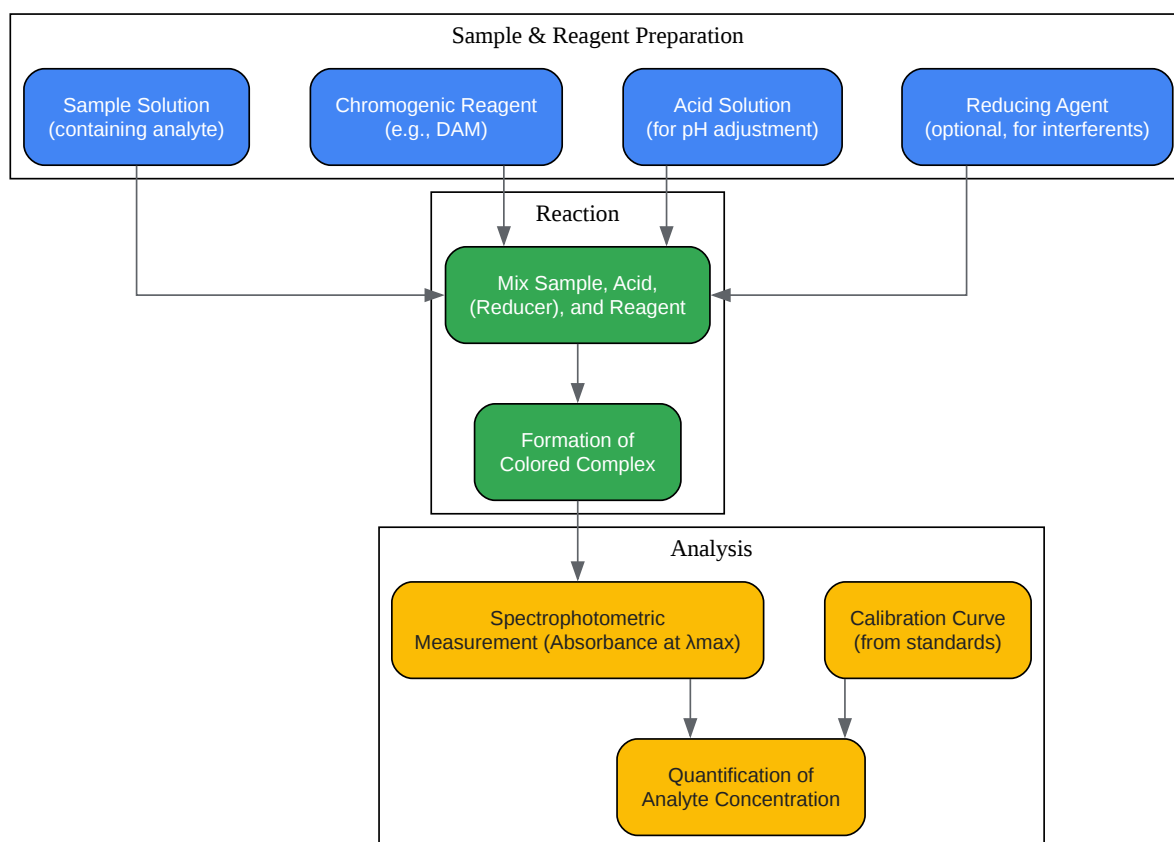 Sample & Reagent Preparation
Sample Solution
(containing analyte)
Chromogenic Reagent
(e.g., DAM)
Acid Solution
(for pH adjustment)
Reducing Agent
(optional, for interferents)
Reaction
Mix Sample, Acid,
(Reducer), and Reagent
Formation of
Colored Complex
Analysis
Spectrophotometric
Measurement (Absorbance at λmax)
Calibration Curve
(from standards)
Quantification of
Analyte Concentration